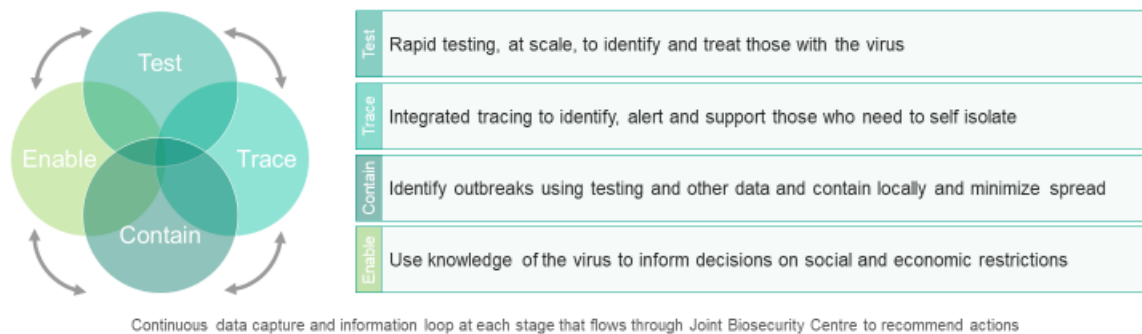 Test
Enable
Trace
Contain
Test
Rapid testing, at scale, to identify and treat those with the virus
Trace
Integrated tracing to identify, alert and support those who need to self isolate
Contain
Identify outbreaks using testing and other data and contain locally and minimize spread
Enable
Use knowledge of the virus to inform decisions on social and economic restrictions
Continuous data capture and information loop at each stage that flows through Joint Biosecurity Centre to recommend actions